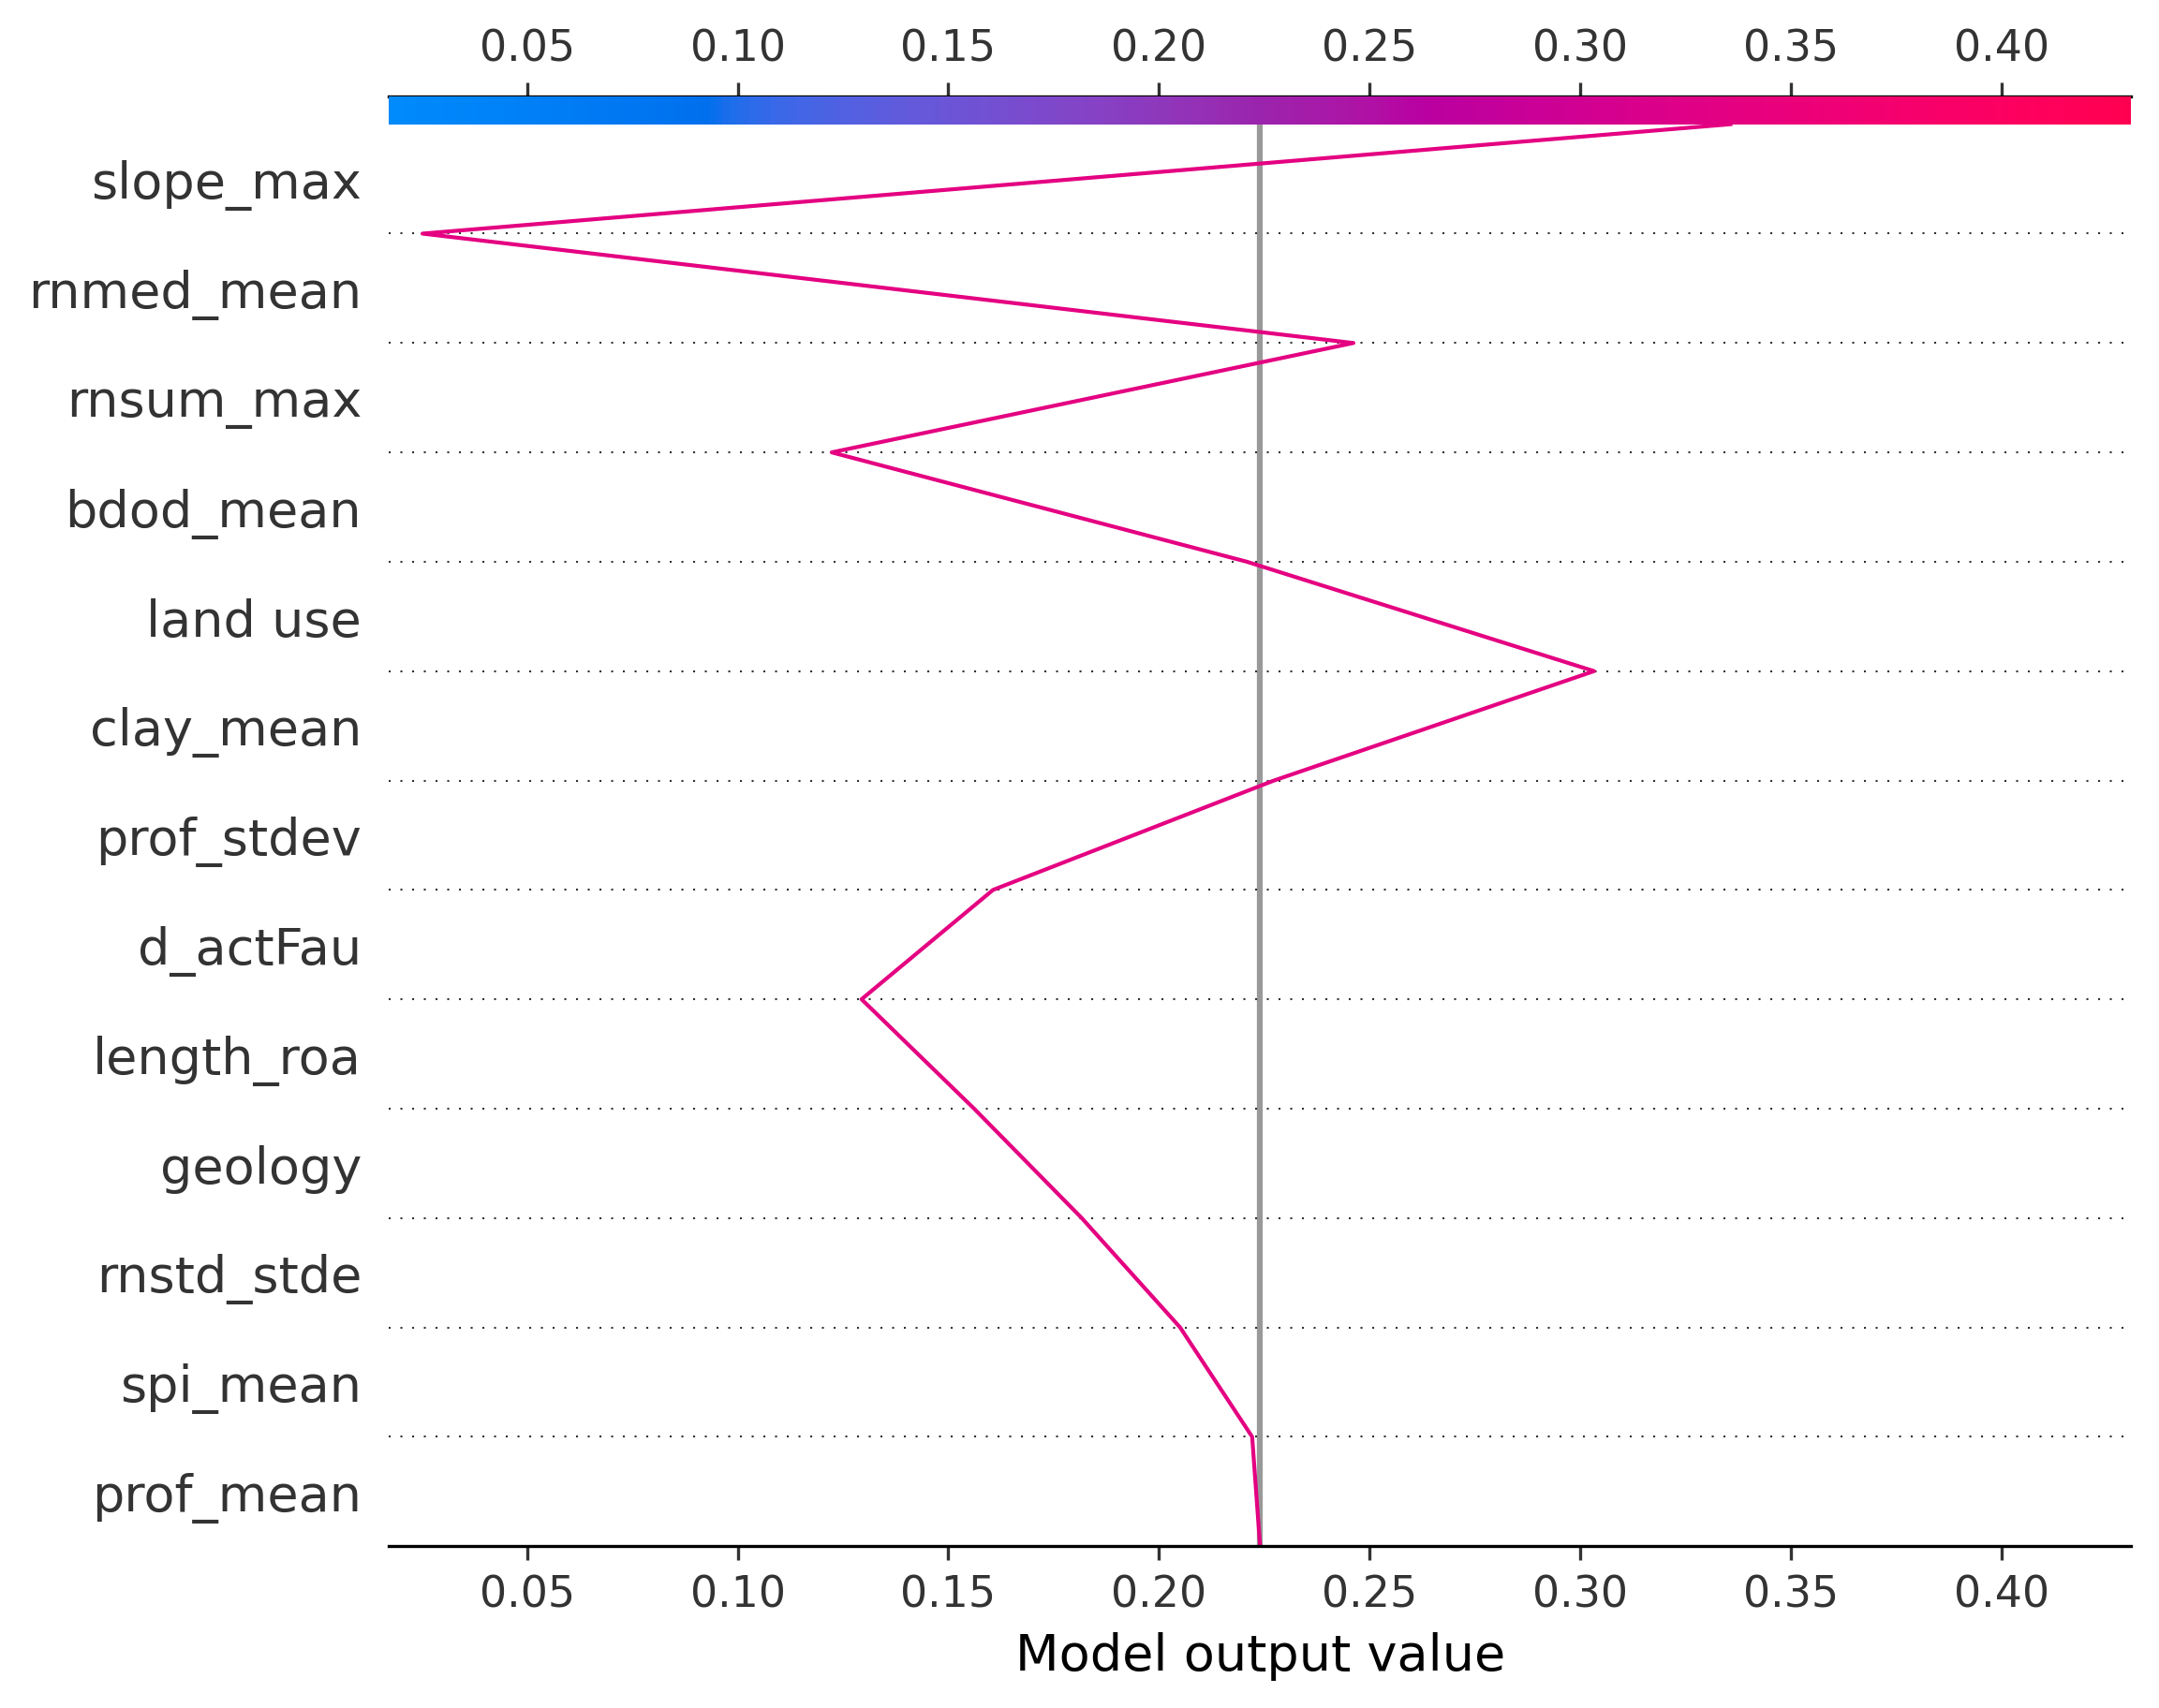 0.05 0.10 0.15 0.20 0.25 0.30 0.35 0.40
slope_max
rnmed_mean
rnsum_max
bdod_mean
land use
clay_mean
prof_stdev
d_actFau
length_roa
geology
rnstd_stde
spi_mean
prof_mean
0.05 0.10 0.15 0.20 0.25 0.30 0.35 0.40
Model output value